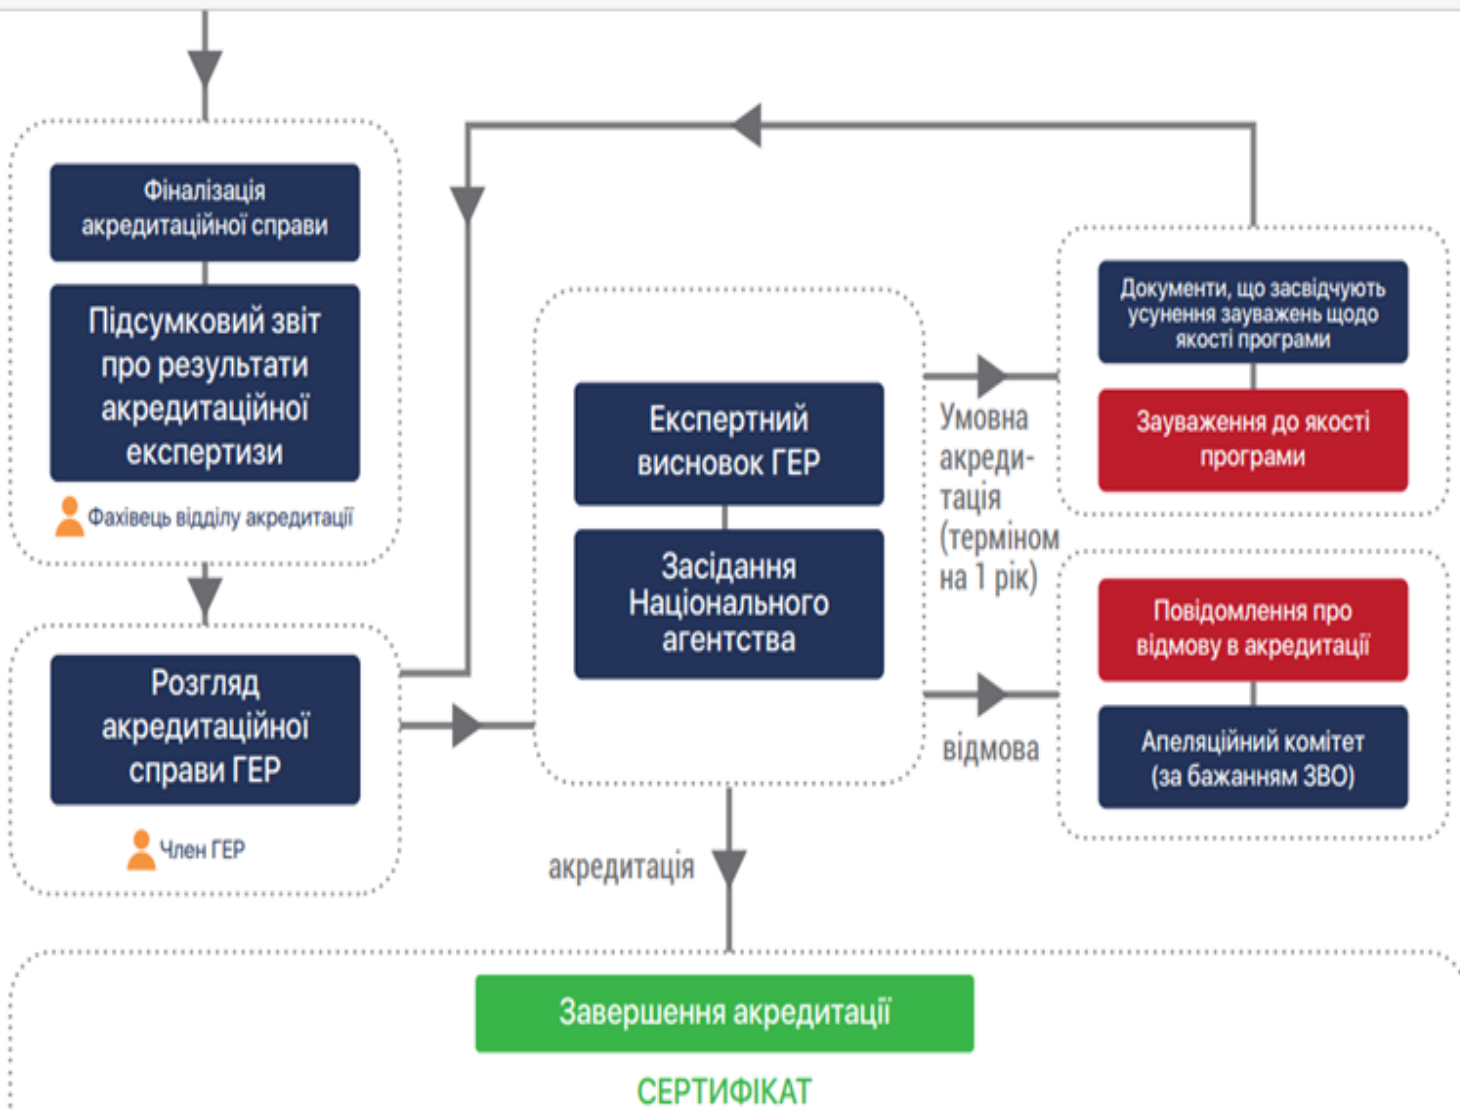 Фіналізація
акредитаційної справи
Підсумковий звіт
про результати
акредитаційної
експертизи
Фахівець відділу акредитації
Розгляд
акредитаційної
справи ГЕР
Член ГЕР
Експертний
висновок ГЕР
Засідання
Національного
агентства
Умовна
акреди-
тація
(терміном
на 1 рік)
відмова
Документи, що засвідчують
усунення зауважень щодо
якості програми
Зауваження до якості
програми
Повідомлення про
відмову в акредитації
Апеляційний комітет
(за бажанням ЗВО)
акредитація
Завершення акредитації
СЕРТИФІКАТ